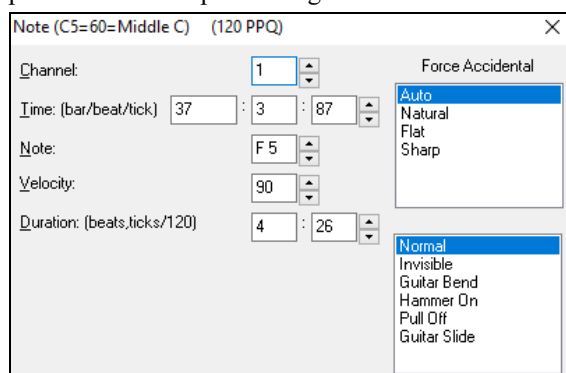 Note (C5=60=Middle C) (120 PPQ)
Channel: 1
Force Accidental
Time: (bar/beat/tick) 37 : 3 : 87
Auto
Natural
Flat
Sharp
Note: F 5
Velocity: 90
Duration: (beats,ticks/120) 4 : 26
Normal
Invisible
Guitar Bend
Hammer On
Pull Off
Guitar Slide